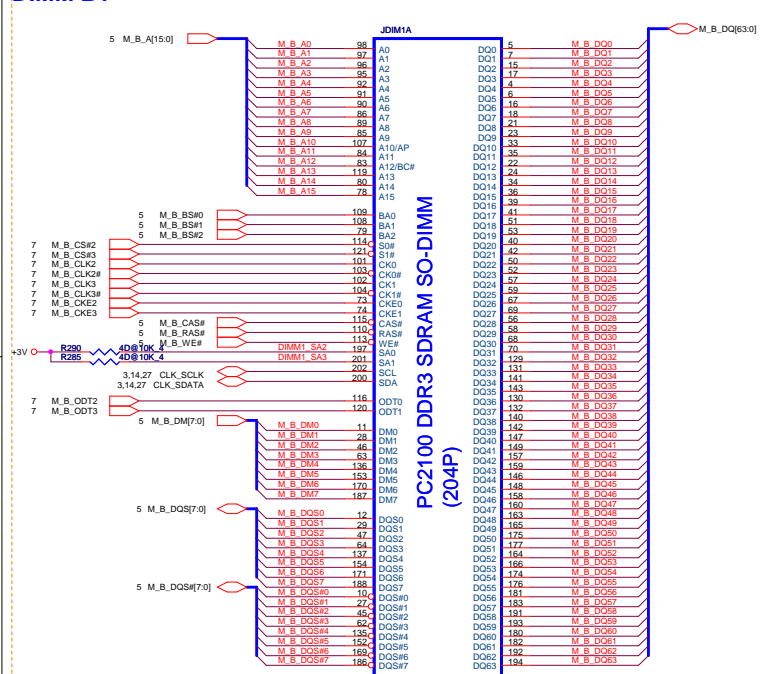 JDIM1A
5 M_B_A[15:0]
M_B_A0 98 A0
M_B_A1 97 A1
M_B_A2 96 A2
M_B_A3 95 A3
M_B_A4 92 A4
M_B_A5 91 A5
M_B_A6 90 A6
M_B_A7 86 A7
M_B_A8 89 A8
M_B_A9 85 A9
M_B_A10 107 A10/AP
M_B_A11 84 A11
M_B_A12 83 A12/BC#
M_B_A13 119 A13
M_B_A14 80 A14
M_B_A15 78 A15
5 M_B_BS#0 109 BA0
5 M_B_BS#1 108 BA1
5 M_B_BS#2 79 BA2
7 M_B_CS#2 114 S0#
7 M_B_CS#3 121 S1#
7 M_B_CLK2 101 CK0
7 M_B_CLK2# 103 CK0#
7 M_B_CLK3 102 CK1
7 M_B_CLK3# 104 CK1#
7 M_B_CKE2 73 CKE0
7 M_B_CKE3 74 CKE1
5 M_B_CAS# 115 CAS#
5 M_B_RAS# 110 RAS#
5 M_B_WE# 113 WE#
+3V R290 4D@10K_4 DIMM1_SA2 197 SA0
R285 4D@10K_4 DIMM1_SA3 201 SA1
3,14,27 CLK_SCLK 202 SCL
3,14,27 CLK_SDATA 200 SDA
7 M_B_ODT2 116 ODT0
7 M_B_ODT3 120 ODT1
5 M_B_DM[7:0]
M_B_DM0 11 DM0
M_B_DM1 28 DM1
M_B_DM2 46 DM2
M_B_DM3 63 DM3
M_B_DM4 136 DM4
M_B_DM5 153 DM5
M_B_DM6 170 DM6
M_B_DM7 187 DM7
5 M_B_DQS[7:0]
M_B_DQS0 12 DQS0
M_B_DQS1 29 DQS1
M_B_DQS2 47 DQS2
M_B_DQS3 64 DQS3
M_B_DQS4 137 DQS4
M_B_DQS5 154 DQS5
M_B_DQS6 171 DQS6
M_B_DQS7 188 DQS7
5 M_B_DQS#[7:0]
M_B_DQS#0 10 DQS#0
M_B_DQS#1 27 DQS#1
M_B_DQS#2 45 DQS#2
M_B_DQS#3 62 DQS#3
M_B_DQS#4 135 DQS#4
M_B_DQS#5 152 DQS#5
M_B_DQS#6 169 DQS#6
M_B_DQS#7 186 DQS#7
PC2100 DDR3 SDRAM SO-DIMM
(204P)
M_B_DQ[63:0]
DQ0 5 M_B_DQ0
DQ1 7 M_B_DQ1
DQ2 15 M_B_DQ2
DQ3 17 M_B_DQ3
DQ4 4 M_B_DQ4
DQ5 6 M_B_DQ5
DQ6 16 M_B_DQ6
DQ7 18 M_B_DQ7
DQ8 21 M_B_DQ8
DQ9 23 M_B_DQ9
DQ10 33 M_B_DQ10
DQ11 35 M_B_DQ11
DQ12 22 M_B_DQ12
DQ13 24 M_B_DQ13
DQ14 34 M_B_DQ14
DQ15 36 M_B_DQ15
DQ16 39 M_B_DQ16
DQ17 41 M_B_DQ17
DQ18 51 M_B_DQ18
DQ19 53 M_B_DQ19
DQ20 40 M_B_DQ20
DQ21 42 M_B_DQ21
DQ22 50 M_B_DQ22
DQ23 52 M_B_DQ23
DQ24 57 M_B_DQ24
DQ25 59 M_B_DQ25
DQ26 67 M_B_DQ26
DQ27 69 M_B_DQ27
DQ28 56 M_B_DQ28
DQ29 58 M_B_DQ29
DQ30 68 M_B_DQ30
DQ31 70 M_B_DQ31
DQ32 129 M_B_DQ32
DQ33 131 M_B_DQ33
DQ34 141 M_B_DQ34
DQ35 143 M_B_DQ35
DQ36 130 M_B_DQ36
DQ37 132 M_B_DQ37
DQ38 140 M_B_DQ38
DQ39 142 M_B_DQ39
DQ40 147 M_B_DQ40
DQ41 149 M_B_DQ41
DQ42 157 M_B_DQ42
DQ43 159 M_B_DQ43
DQ44 146 M_B_DQ44
DQ45 148 M_B_DQ45
DQ46 158 M_B_DQ46
DQ47 160 M_B_DQ47
DQ48 163 M_B_DQ48
DQ49 165 M_B_DQ49
DQ50 175 M_B_DQ50
DQ51 177 M_B_DQ51
DQ52 164 M_B_DQ52
DQ53 166 M_B_DQ53
DQ54 174 M_B_DQ54
DQ55 176 M_B_DQ55
DQ56 181 M_B_DQ56
DQ57 183 M_B_DQ57
DQ58 191 M_B_DQ58
DQ59 193 M_B_DQ59
DQ60 180 M_B_DQ60
DQ61 182 M_B_DQ61
DQ62 192 M_B_DQ62
DQ63 194 M_B_DQ63